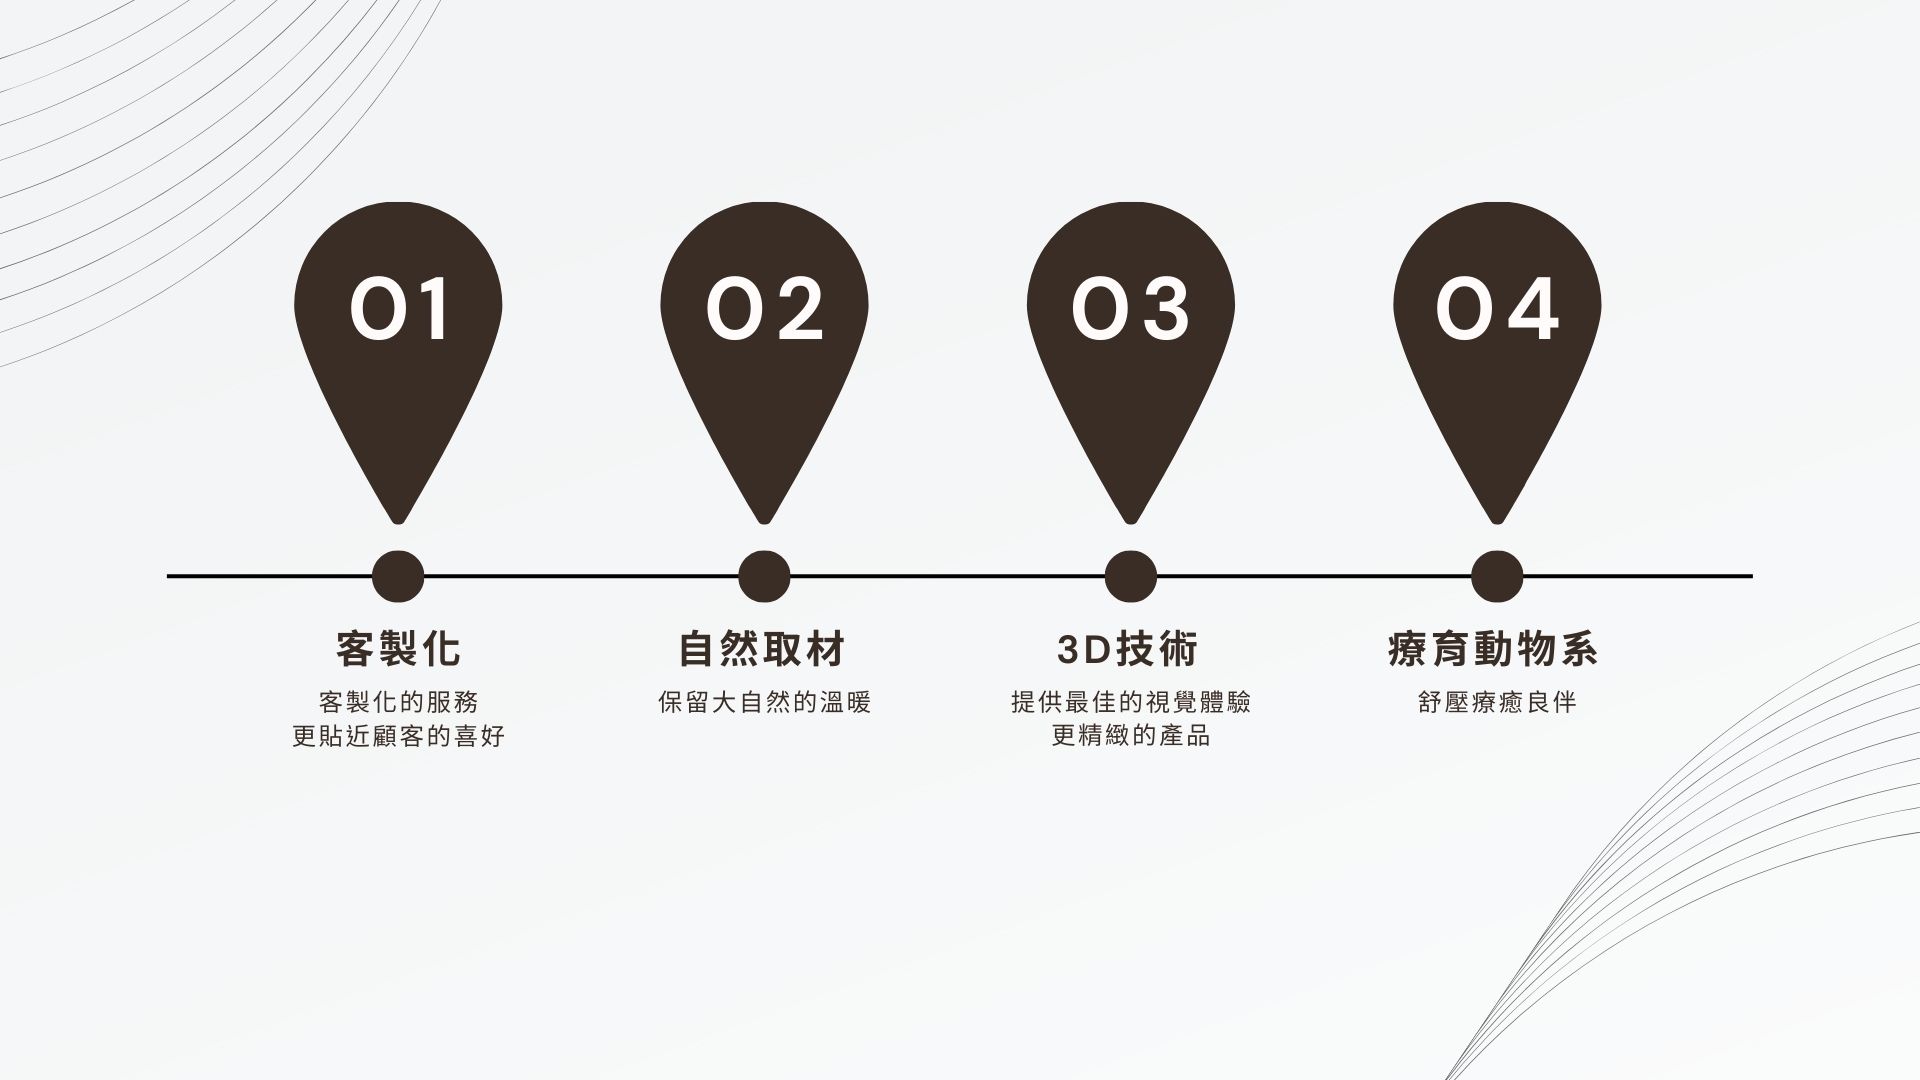 01
02
03
04
客製化
客製化的服務
更貼近顧客的喜好
自然取材
保留大自然的溫暖
3D技術
提供最佳的視覺體驗
更精緻的產品
療育動物系
舒壓療癒良伴